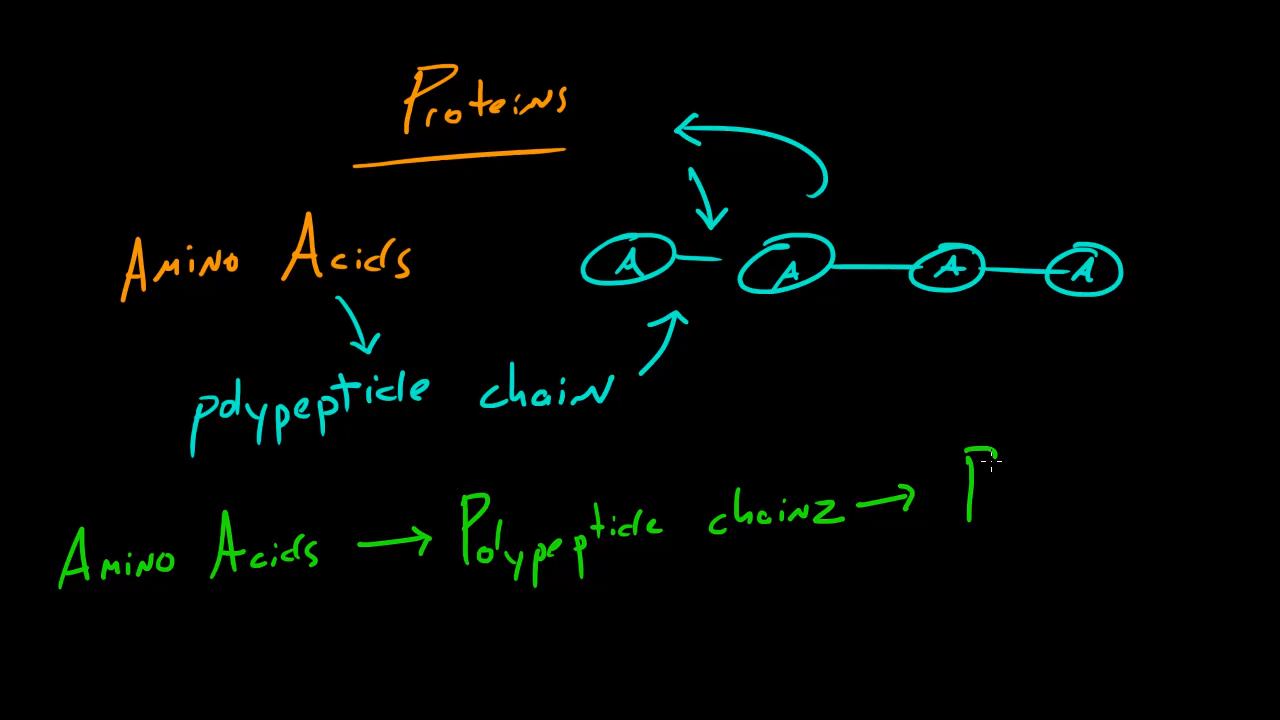 Proteins
Amino Acids
A A A A
polypeptide chain
Amino Acids → Polypeptide chainz →